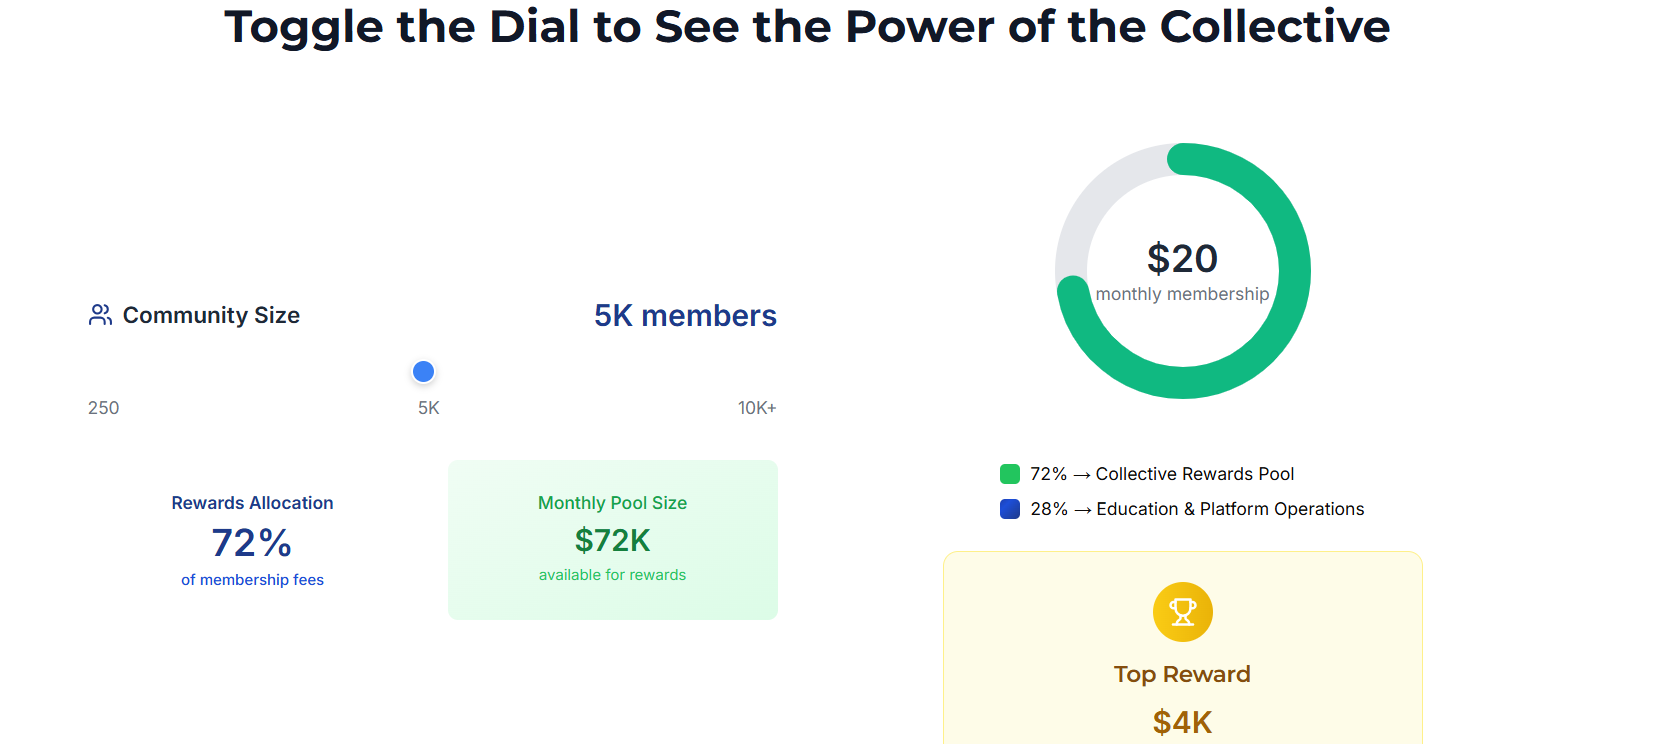 Toggle the Dial to See the Power of the Collective
Community Size
5K members
250
5K
10K+
Rewards Allocation
72%
of membership fees
Monthly Pool Size
$72K
available for rewards
$20
monthly membership
72% → Collective Rewards Pool
28% → Education & Platform Operations
Top Reward
$4K